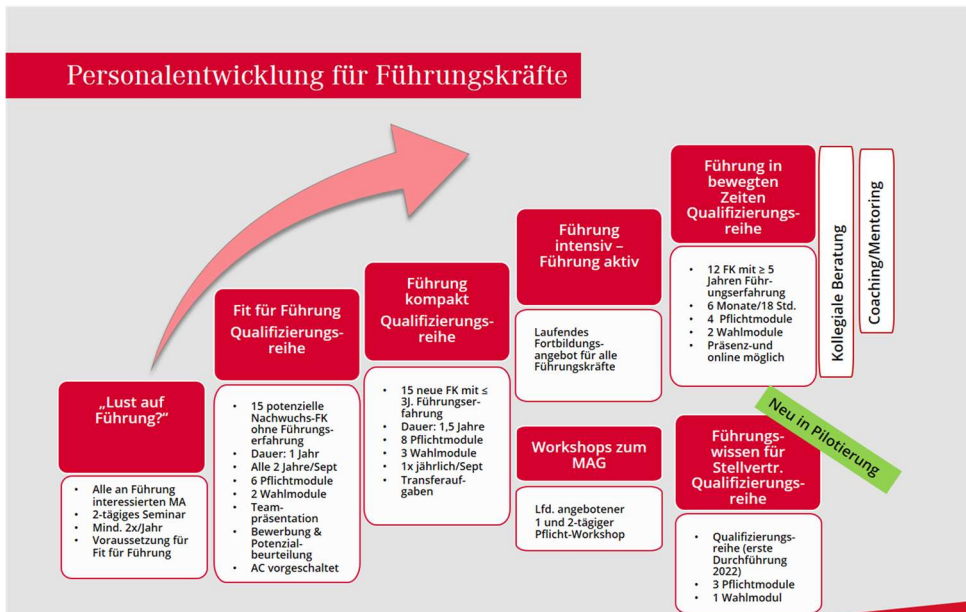 Personalentwicklung für Führungskräfte
„Lust auf
Führung?“
• Alle an Führung
interessierten MA
• 2-tägiges Seminar
• Mind. 2x/Jahr
• Voraussetzung für
Fit für Führung
Fit für Führung
Qualifizierungs-
reihe
• 15 potenzielle
Nachwuchs-FK
ohne Führungs-
erfahrung
• Dauer: 1 Jahr
• Alle 2 Jahre/Sept
• 6 Pflichtmodule
• 2 Wahlmodule
• Team-
präsentation
• Bewerbung &
Potenzial-
beurteilung
• AC vorgeschaltet
Führung
kompakt
Qualifizierungs-
reihe
• 15 neue FK mit ≤
3J. Führungser-
fahrung
• Dauer: 1,5 Jahre
• 8 Pflichtmodule
• 3 Wahlmodule
• 1x jährlich/Sept
• Transferauf-
gaben
Führung
intensiv –
Führung aktiv
Laufendes
Fortbildungs-
angebot für alle
Führungskräfte
Workshops zum
MAG
Lfd. angebotener
1 und 2-tägiger
Pflicht-Workshop
Führung in
bewegten
Zeiten
Qualifizierungs-
reihe
• 12 FK mit ≥ 5
Jahren Füh-
rungserfahrung
• 6 Monate/18 Std.
• 4 Pflichtmodule
• 2 Wahlmodule
• Präsenz-und
online möglich
Führungs-
wissen für
Stellvertr.
Qualifizierungs-
reihe
• Qualifizierungs-
reihe (erste
Durchführung
2022)
• 3 Pflichtmodule
• 1 Wahlmodul
Neu in Pilotierung
Kollegiale Beratung
Coaching/Mentoring